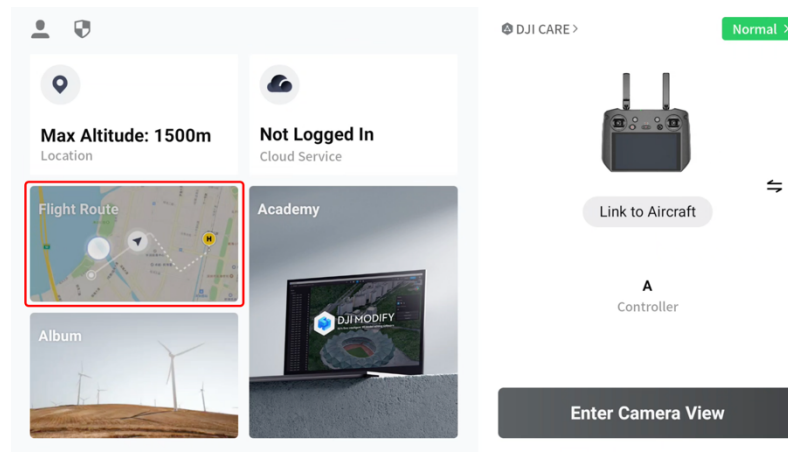 DJI CARE >
Normal >
Max Altitude: 1500m
Location
Not Logged In
Cloud Service
Flight Route
H
Academy
DJI MODIFY
Link to Aircraft
A
Controller
Album
Enter Camera View